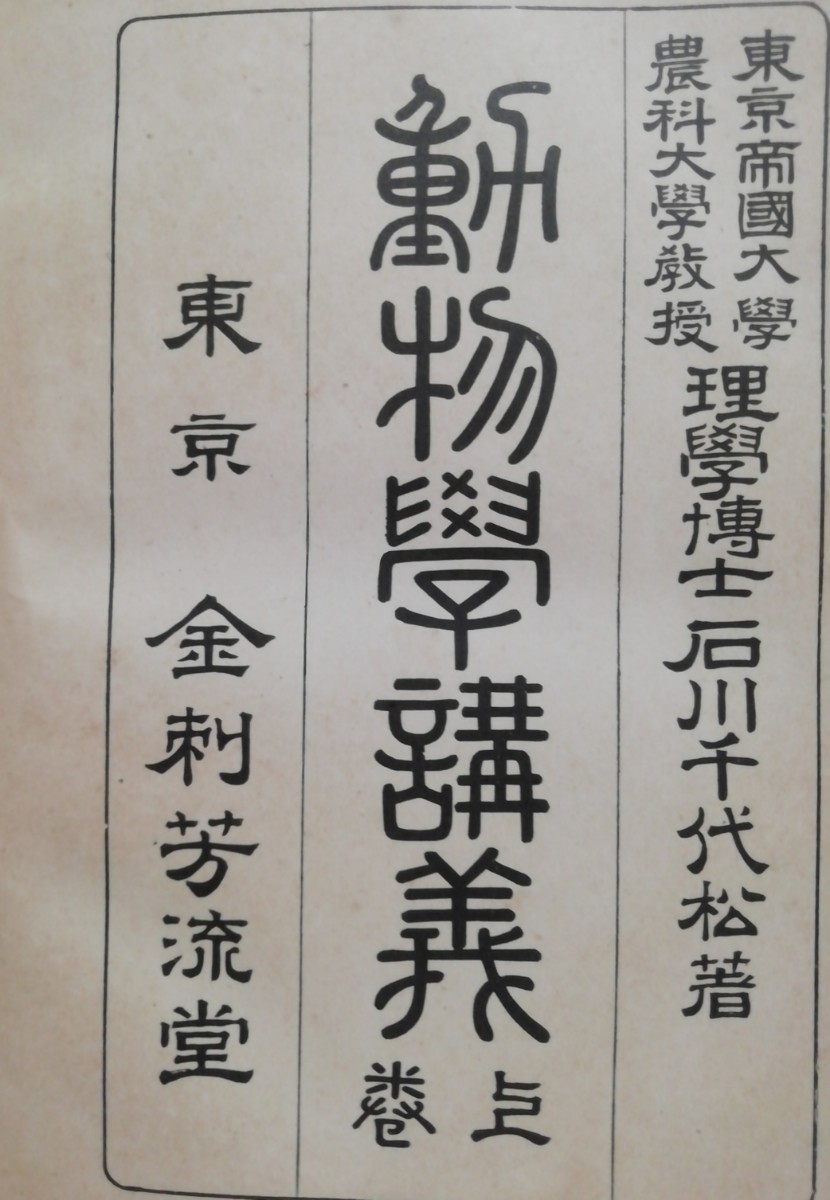 東京帝國大學
農科大學教授
理學博士石川千代松著
動物學講義
上卷
東京 金刺芳流堂